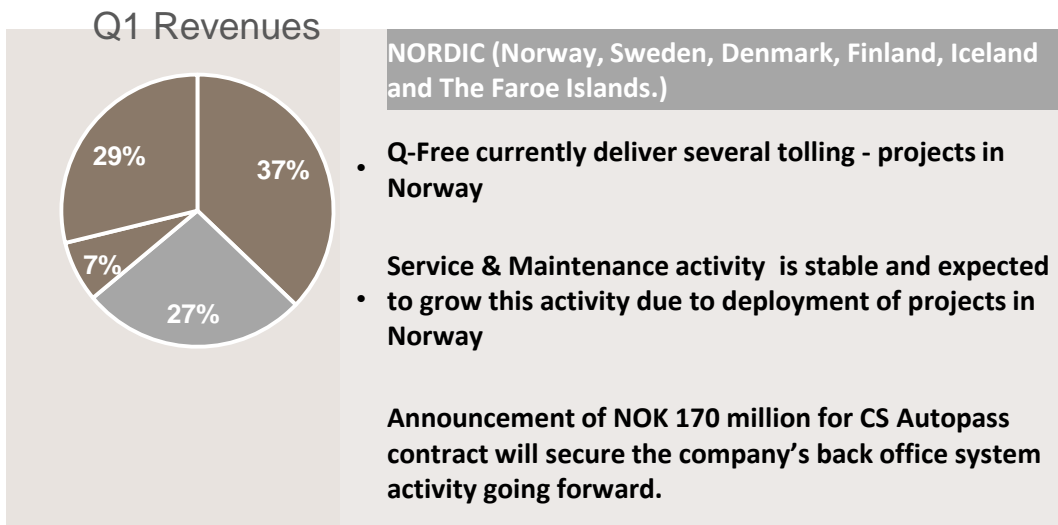 Q1 Revenues
29%
37%
7%
27%
NORDIC (Norway, Sweden, Denmark, Finland, Iceland
and The Faroe Islands.)
• Q-Free currently deliver several tolling - projects in
Norway
Service & Maintenance activity  is stable and expected
• to grow this activity due to deployment of projects in
Norway
Announcement of NOK 170 million for CS Autopass
contract will secure the company’s back office system
activity going forward.